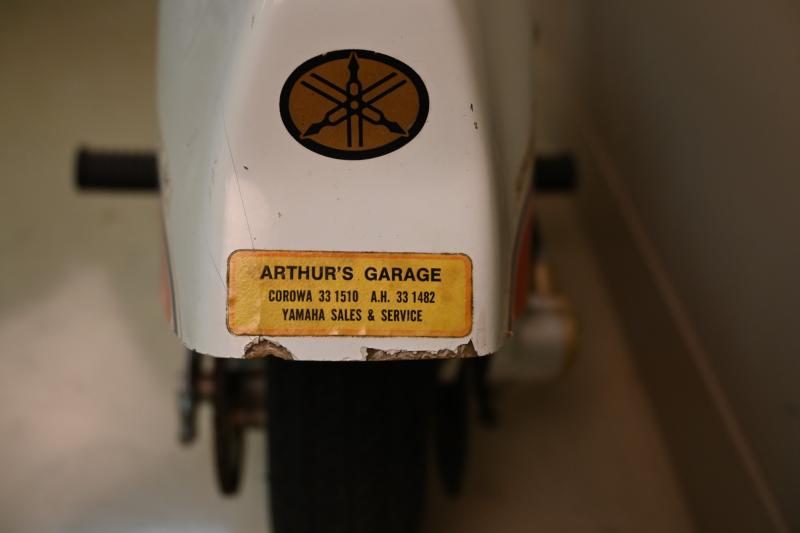 ARTHUR'S GARAGE
COROWA 33 1510 A.H. 33 1482
YAMAHA SALES & SERVICE